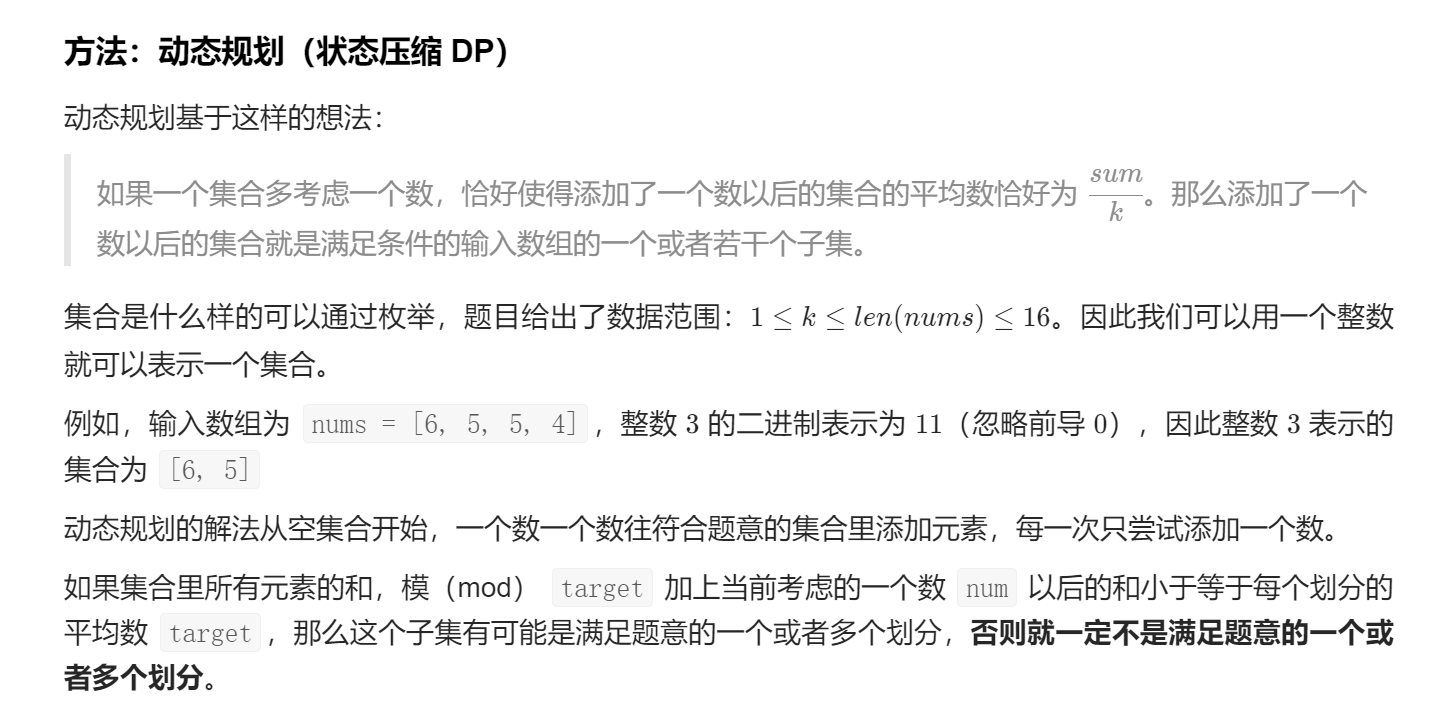 方法：动态规划（状态压缩 DP）
动态规划基于这样的想法：
如果一个集合多考虑一个数，恰好使得添加了一个数以后的集合的平均数恰好为 sum/k。那么添加了一个
数以后的集合就是满足条件的输入数组的一个或者若干个子集。
集合是什么样的可以通过枚举，题目给出了数据范围：1 ≤ k ≤ len(nums) ≤ 16。因此我们可以用一个整数
就可以表示一个集合。
例如，输入数组为 nums = [6, 5, 5, 4]，整数 3 的二进制表示为 11（忽略前导 0），因此整数 3 表示的
集合为 [6, 5]
动态规划的解法从空集合开始，一个数一个数往符合题意的集合里添加元素，每一次只尝试添加一个数。
如果集合里所有元素的和，模（mod） target 加上当前考虑的一个数 num 以后的和小于等于每个划分的
平均数 target，那么这个子集有可能是满足题意的一个或者多个划分，否则就一定不是满足题意的一个或
者多个划分。